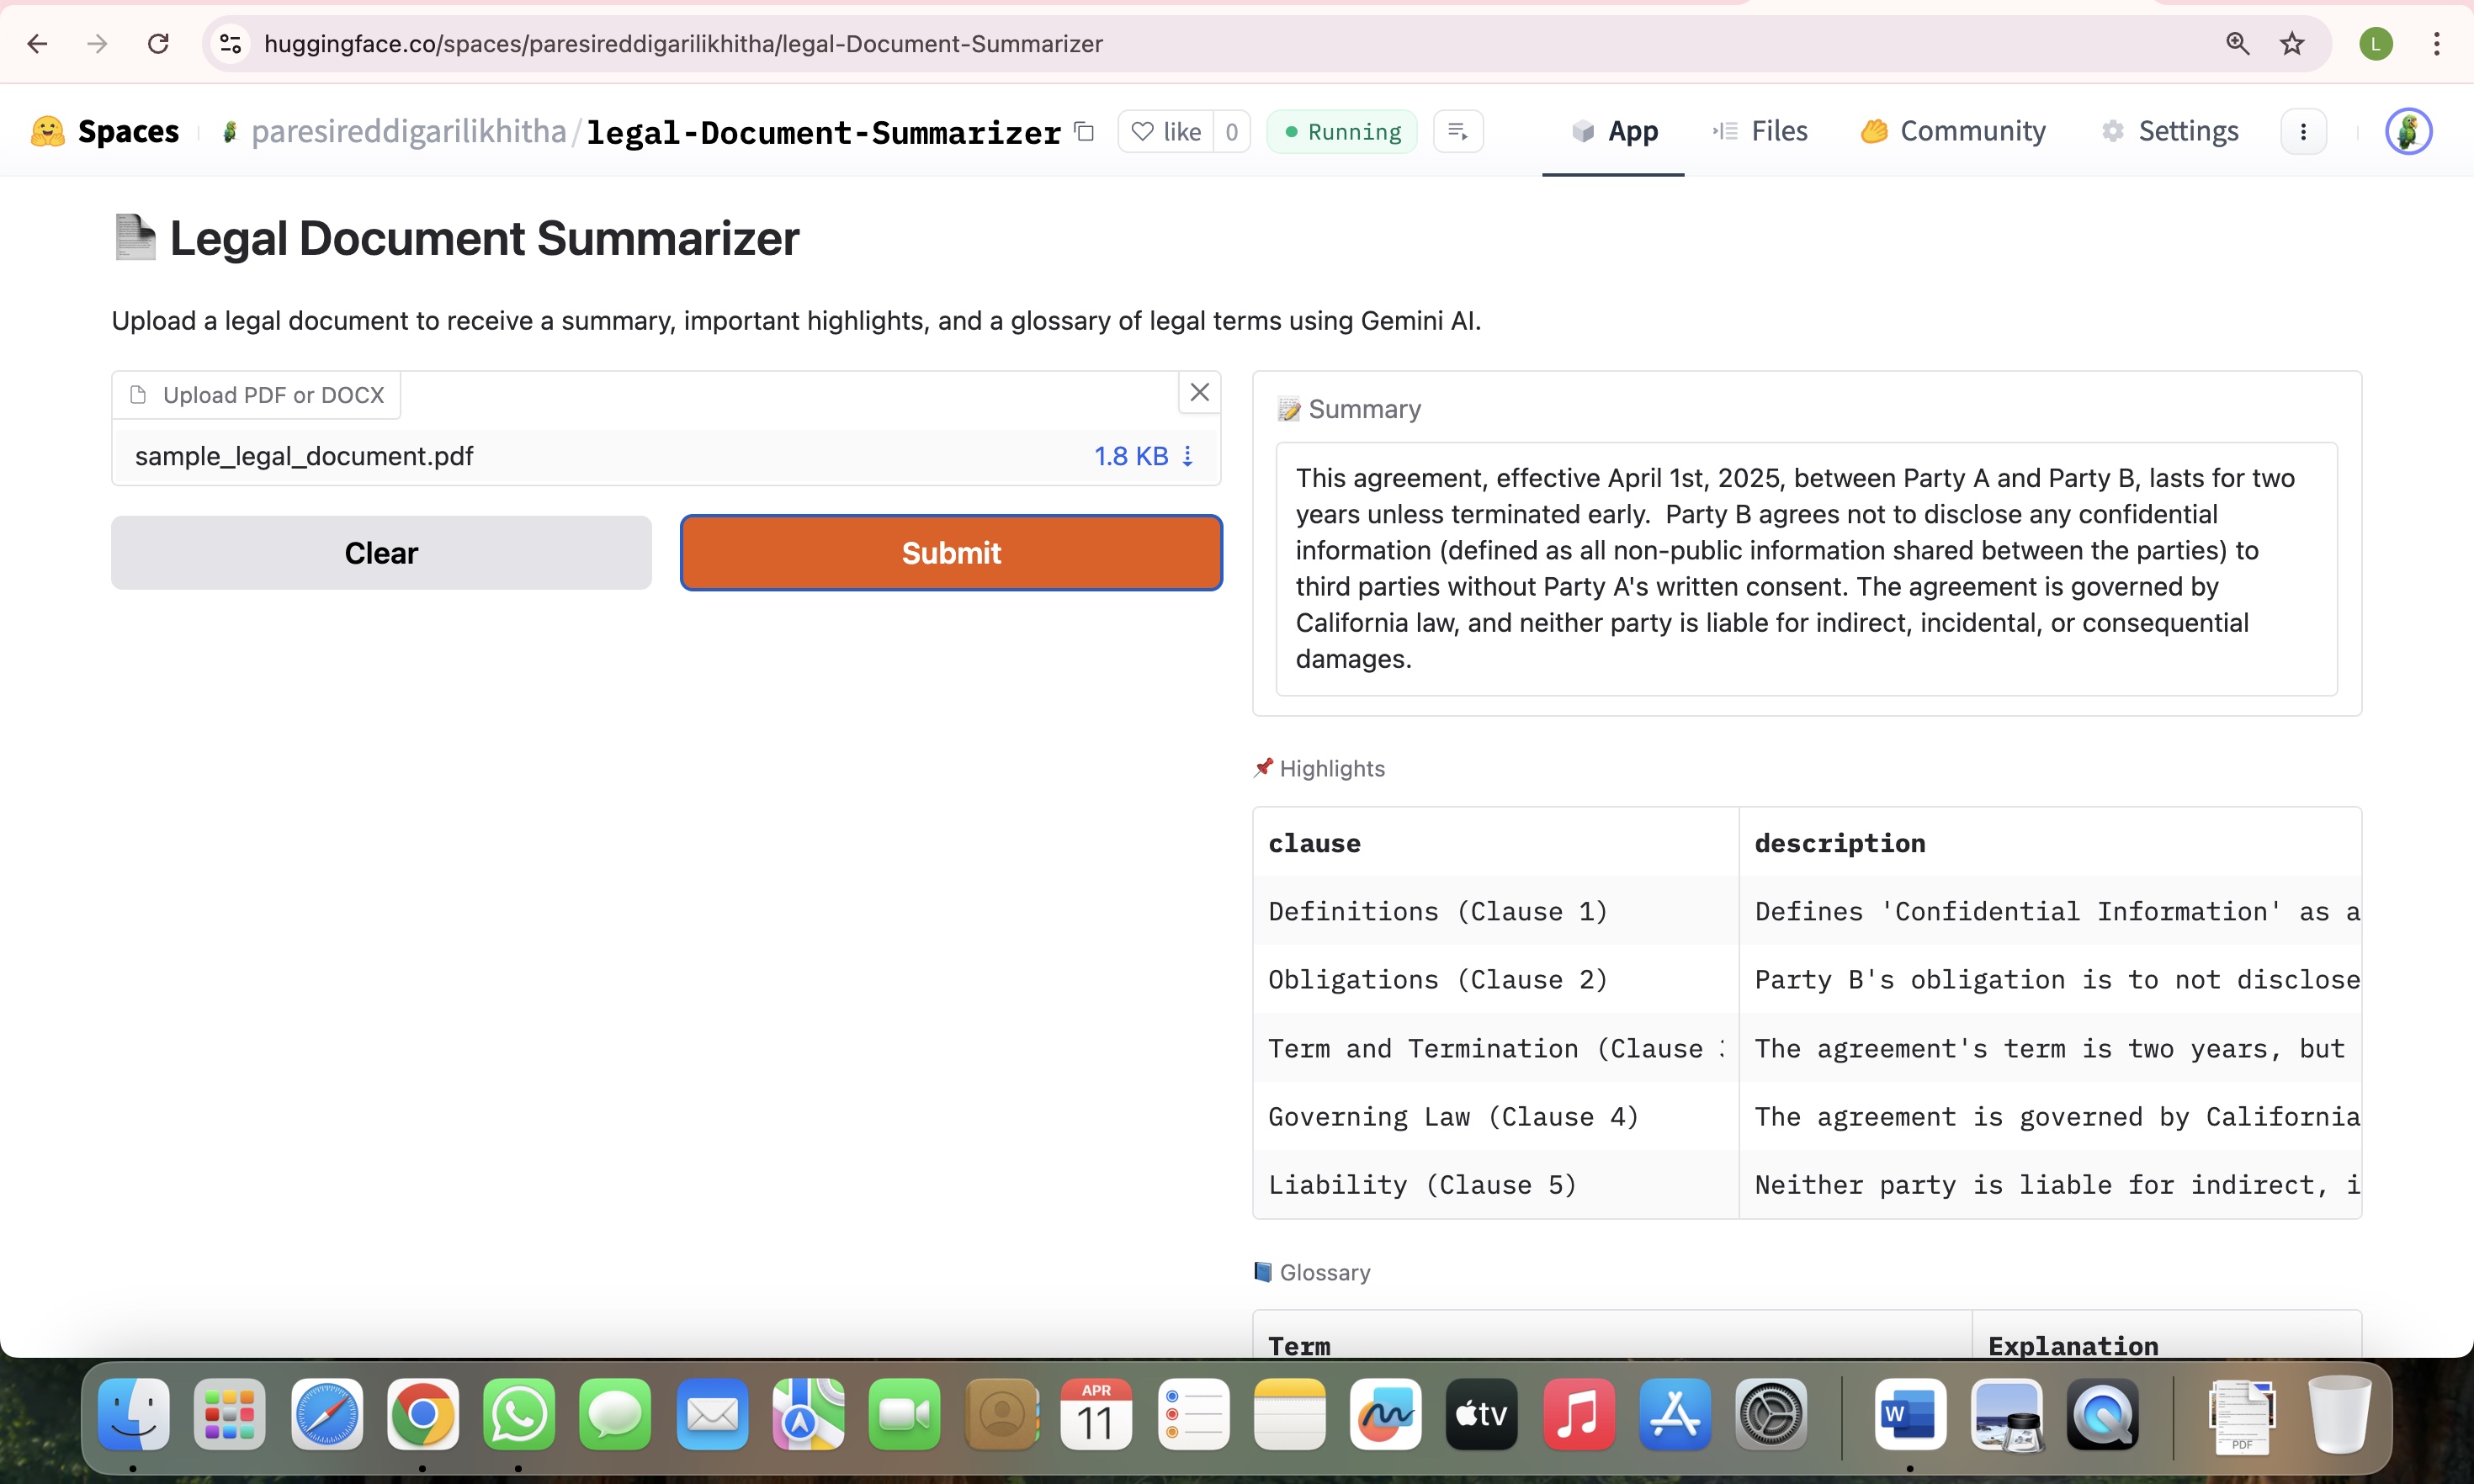 huggingface.co/spaces/paresireddigarilikhitha/legal-Document-Summarizer
L
Spaces
paresireddigarilikhitha/legal-Document-Summarizer
like 0
Running
App
Files
Community
Settings
Legal Document Summarizer
Upload a legal document to receive a summary, important highlights, and a glossary of legal terms using Gemini AI.
Upload PDF or DOCX
sample_legal_document.pdf 1.8 KB
Clear
Submit
Summary
This agreement, effective April 1st, 2025, between Party A and Party B, lasts for two
years unless terminated early.  Party B agrees not to disclose any confidential
information (defined as all non-public information shared between the parties) to
third parties without Party A's written consent. The agreement is governed by
California law, and neither party is liable for indirect, incidental, or consequential
damages.
Highlights
clause description
Definitions (Clause 1) Defines 'Confidential Information' as a
Obligations (Clause 2) Party B's obligation is to not disclose
Term and Termination (Clause The agreement's term is two years, but
Governing Law (Clause 4) The agreement is governed by California
Liability (Clause 5) Neither party is liable for indirect, i
Glossary
Term Explanation
APR
11
tv
W
PDF